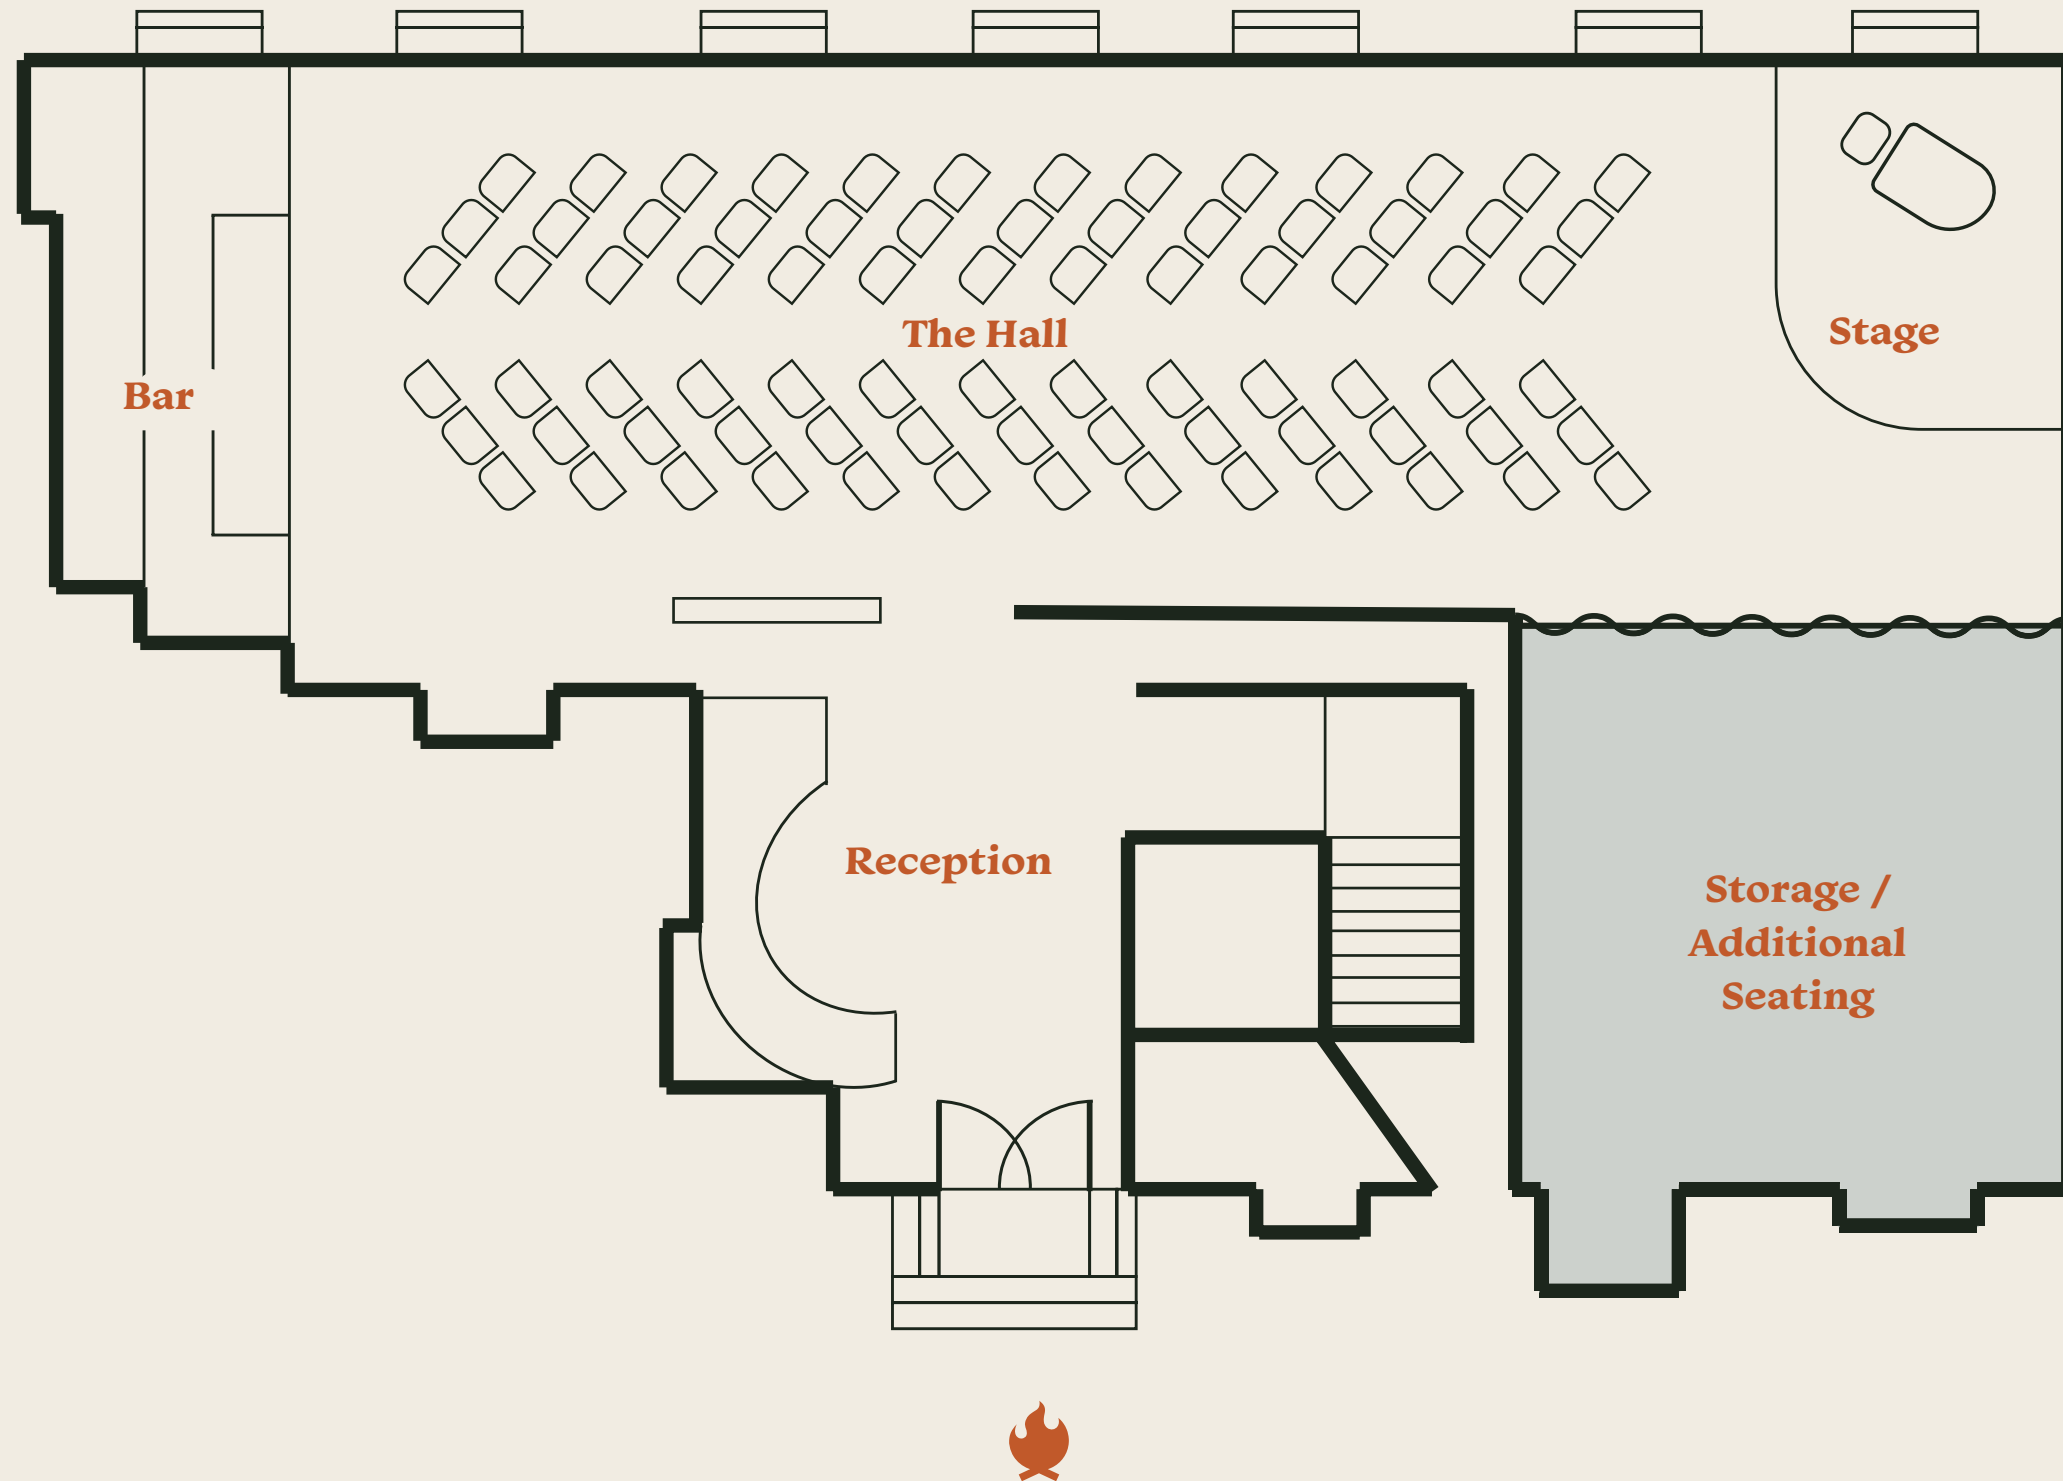 The Hall
Stage
Bar
Reception
Storage /
Additional
Seating